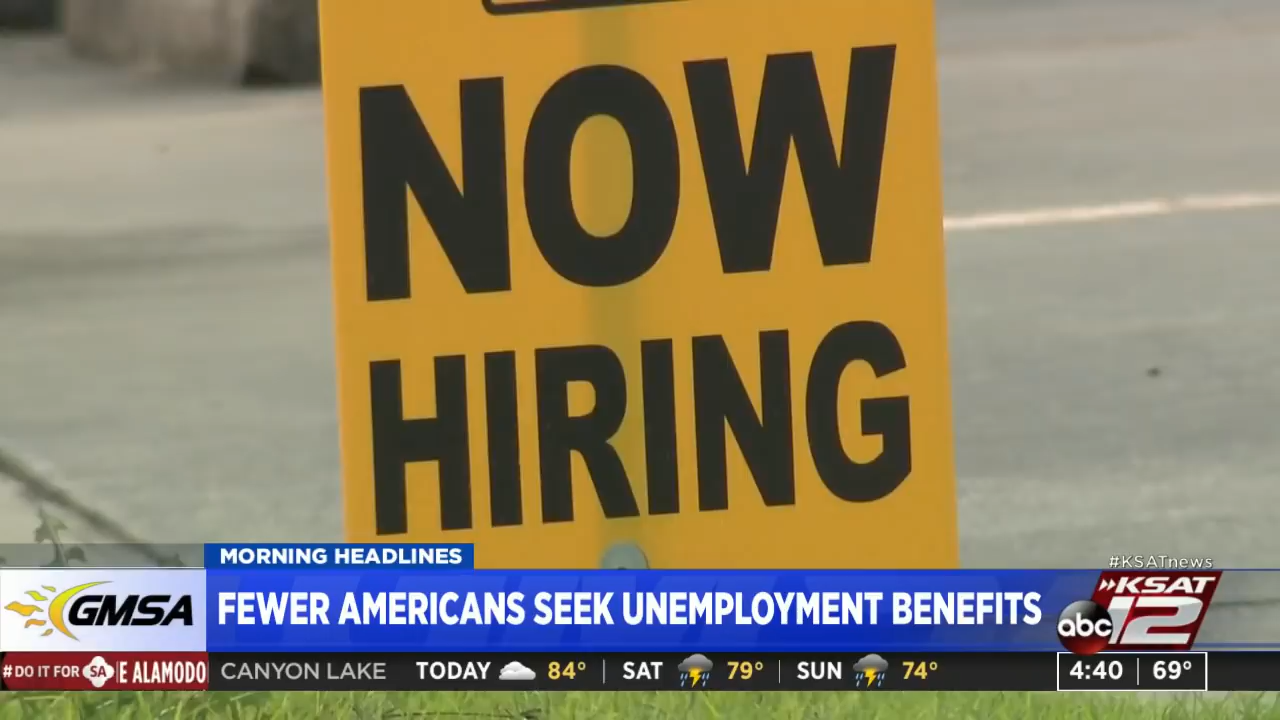 NOW
HIRING
MORNING HEADLINES
#KSATnews
GMSA
FEWER AMERICANS SEEK UNEMPLOYMENT BENEFITS
KSAT
abc 12
#DO IT FOR SA E ALAMODO
CANYON LAKE TODAY 84° SAT 79° SUN 74°
4:40 69°